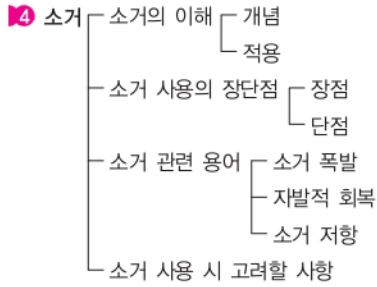 4 소거 소거의 이해 개념
적용
소거 사용의 장단점 장점
단점
소거 관련 용어 소거 폭발
자발적 회복
소거 저항
소거 사용 시 고려할 사항